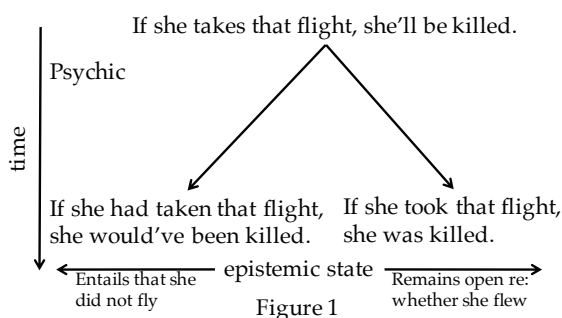 If she takes that flight, she'll be killed.
Psychic
time
If she had taken that flight,
she would've been killed.
If she took that flight,
she was killed.
epistemic state
Entails that she
did not fly
Remains open re:
whether she flew
Figure 1